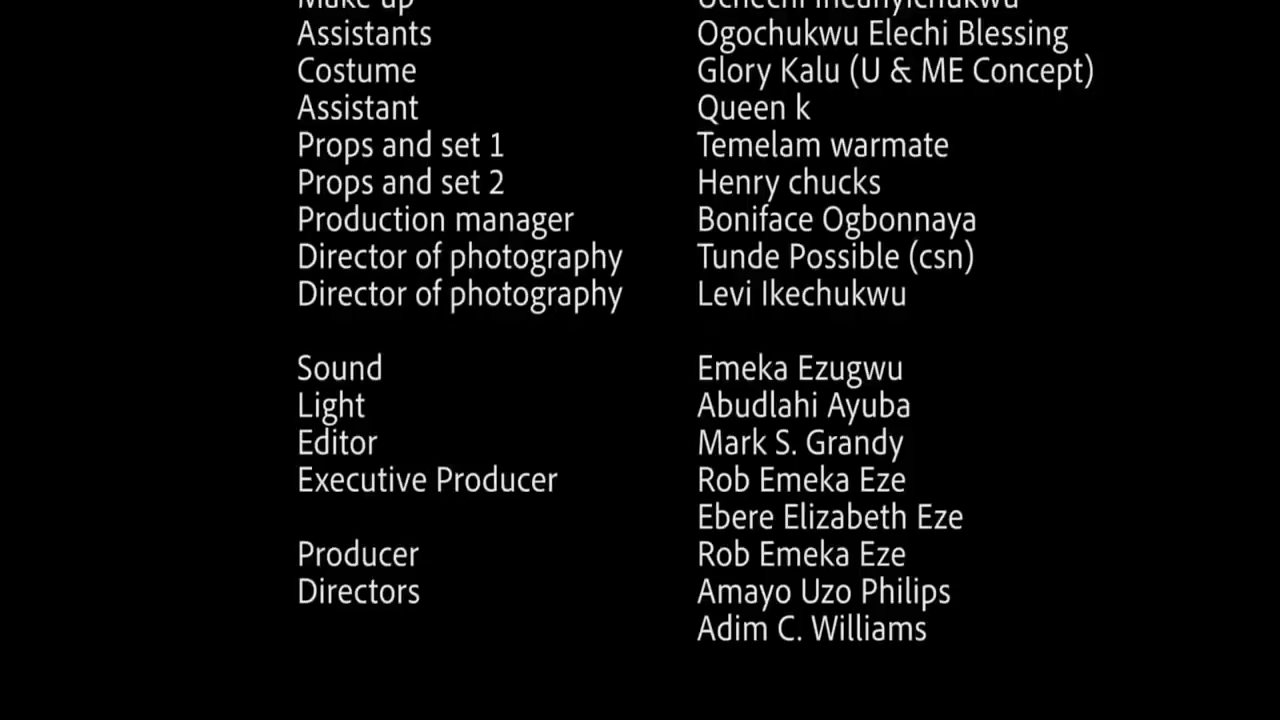 Make up
Assistants Ogochukwu Elechi Blessing
Costume Glory Kalu (U & ME Concept)
Assistant Queen k
Props and set 1 Temelam warmate
Props and set 2 Henry chucks
Production manager Boniface Ogbonnaya
Director of photography Tunde Possible (csn)
Director of photography Levi Ikechukwu
Sound Emeka Ezugwu
Light Abudlahi Ayuba
Editor Mark S. Grandy
Executive Producer Rob Emeka Eze
Ebere Elizabeth Eze
Producer Rob Emeka Eze
Directors Amayo Uzo Philips
Adim C. Williams